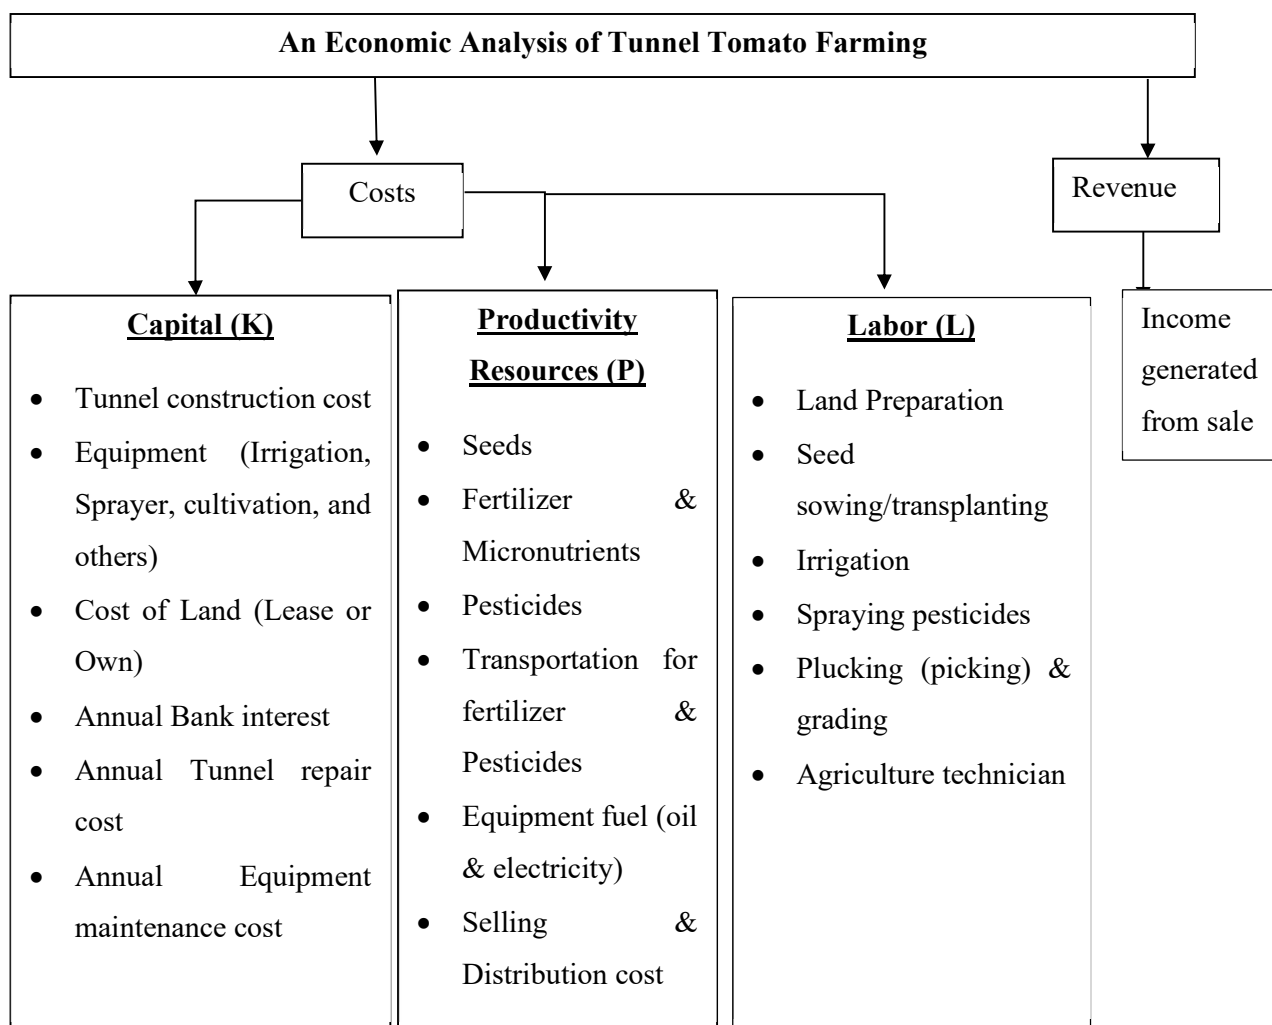 An Economic Analysis of Tunnel Tomato Farming
Costs
Revenue
Capital (K)
• Tunnel construction cost
• Equipment (Irrigation,
Sprayer, cultivation, and
others)
• Cost of Land (Lease or
Own)
• Annual Bank interest
• Annual Tunnel repair
cost
• Annual Equipment
maintenance cost
Productivity
Resources (P)
• Seeds
• Fertilizer &
Micronutrients
• Pesticides
• Transportation for
fertilizer &
Pesticides
• Equipment fuel (oil
& electricity)
• Selling &
Distribution cost
Labor (L)
• Land Preparation
• Seed
sowing/transplanting
• Irrigation
• Spraying pesticides
• Plucking (picking) &
grading
• Agriculture technician
Income
generated
from sale